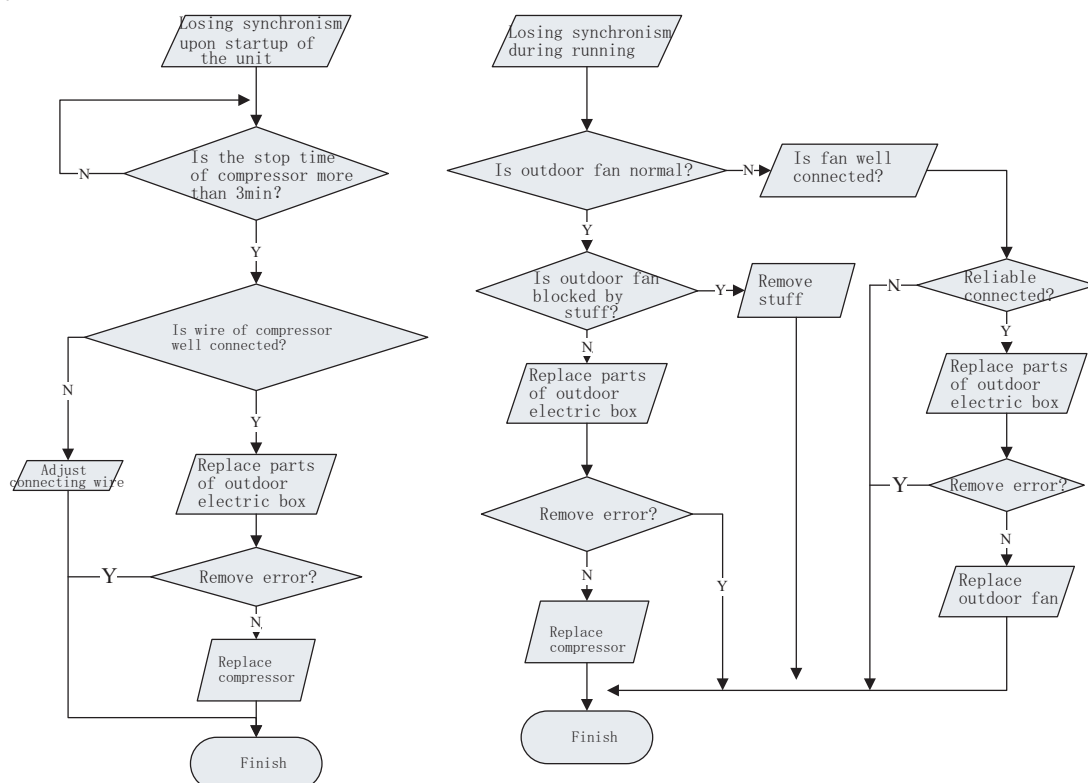 Losing synchronism
upon startup of
the unit
N
Is the stop time
of compressor more
than 3min?
Y
Is wire of compressor
well connected?
N
Y
Adjust
connecting wire
Replace parts
of outdoor
electric box
Y
Remove error?
N
Replace
compressor
Finish
Losing synchronism
during running
Is outdoor fan normal?
N
Is fan well
connected?
Y
Is outdoor fan
blocked by
stuff?
Y
Remove
stuff
N
Reliable
connected?
N
Y
Replace parts
of outdoor
electric box
Replace parts
of outdoor
electric box
Remove error?
Y
Remove error?
N
Y
N
Replace
compressor
Replace
outdoor fan
Finish